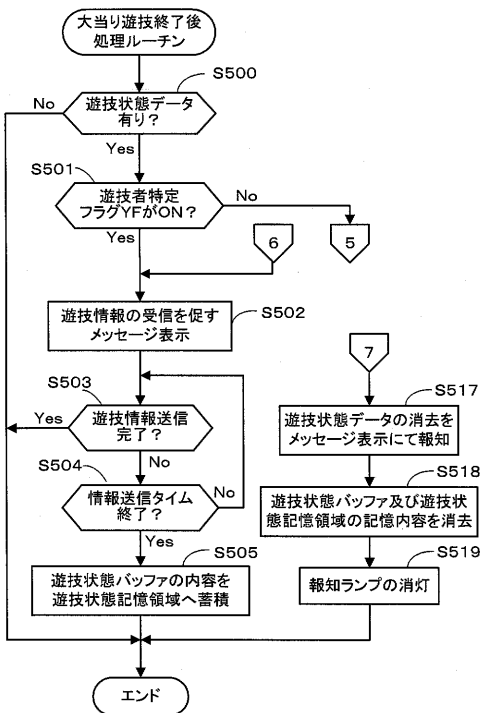 大当り遊技終了後
処理ルーチン
S500
No
遊技状態データ
有り？
Yes
S501
遊技者特定
フラグYFがON？
No
Yes
6
5
遊技情報の受信を促す
メッセージ表示
S502
7
S503
S517
Yes
遊技情報送信
完了？
遊技状態データの消去を
メッセージ表示にて報知
No
S504
S518
情報送信タイム
終了？
No
遊技状態バッファ及び遊技状
態記憶領域の記憶内容を消去
Yes
S505
S519
遊技状態バッファの内容を
遊技状態記憶領域へ蓄積
報知ランプの消灯
エンド